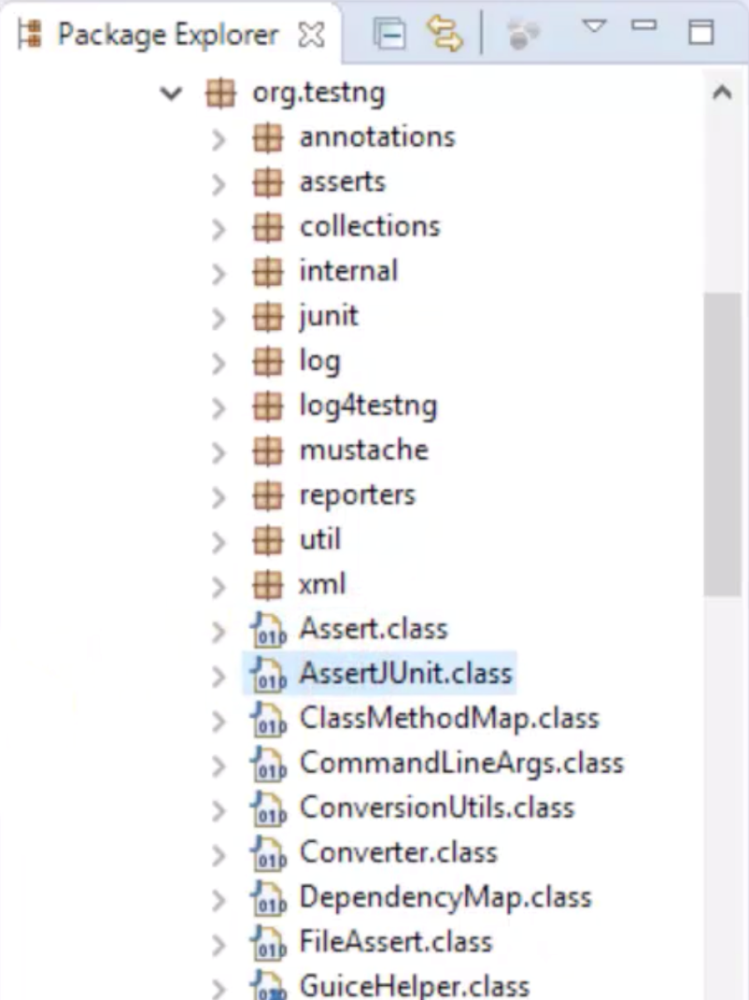 Package Explorer
org.testng
annotations
asserts
collections
internal
junit
log
log4testng
mustache
reporters
util
xml
Assert.class
AssertJUnit.class
ClassMethodMap.class
CommandLineArgs.class
ConversionUtils.class
Converter.class
DependencyMap.class
FileAssert.class
GuiceHelper.class